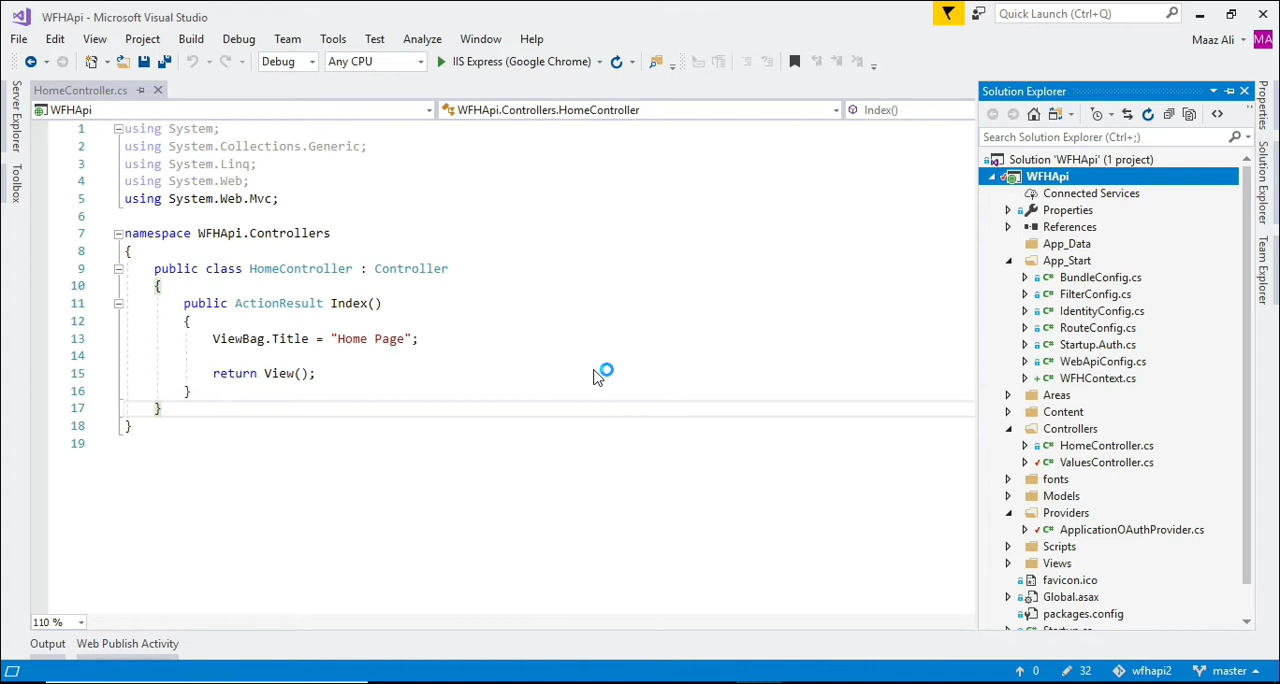 WFHApi - Microsoft Visual Studio
Quick Launch (Ctrl+Q)
File Edit View Project Build Debug Team Tools Test Analyze Window Help
Maaz Ali
MA
Debug Any CPU IIS Express (Google Chrome)
Server Explorer
Toolbox
HomeController.cs
WFHApi WFHApi.Controllers.HomeController Index()
1 using System;
2 using System.Collections.Generic;
3 using System.Linq;
4 using System.Web;
5 using System.Web.Mvc;
6
7 namespace WFHApi.Controllers
8 {
9 public class HomeController : Controller
10 {
11 public ActionResult Index()
12 {
13 ViewBag.Title = "Home Page";
14
15 return View();
16 }
17 }
18 }
19
110 %
Output Web Publish Activity
Solution Explorer
Search Solution Explorer (Ctrl+;)
Solution 'WFHApi' (1 project)
WFHApi
Connected Services
Properties
References
App_Data
App_Start
BundleConfig.cs
FilterConfig.cs
IdentityConfig.cs
RouteConfig.cs
Startup.Auth.cs
WebApiConfig.cs
WFHContext.cs
Areas
Content
Controllers
HomeController.cs
ValuesController.cs
fonts
Models
Providers
ApplicationOAuthProvider.cs
Scripts
Views
favicon.ico
Global.asax
packages.config
Startup.cs
Properties
Solution Explorer
Team Explorer
0 32 wfhapi2 master